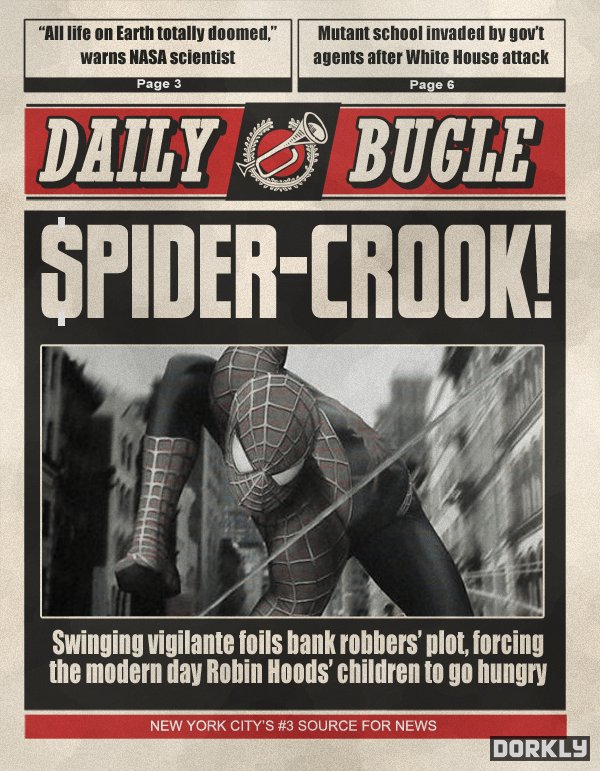 “All life on Earth totally doomed,”
warns NASA scientist
Page 3
Mutant school invaded by gov't
agents after White House attack
Page 6
DAILY BUGLE
$PIDER-CROOK!
Swinging vigilante foils bank robbers’ plot, forcing
the modern day Robin Hoods’ children to go hungry
NEW YORK CITY'S #3 SOURCE FOR NEWS
DORKLY